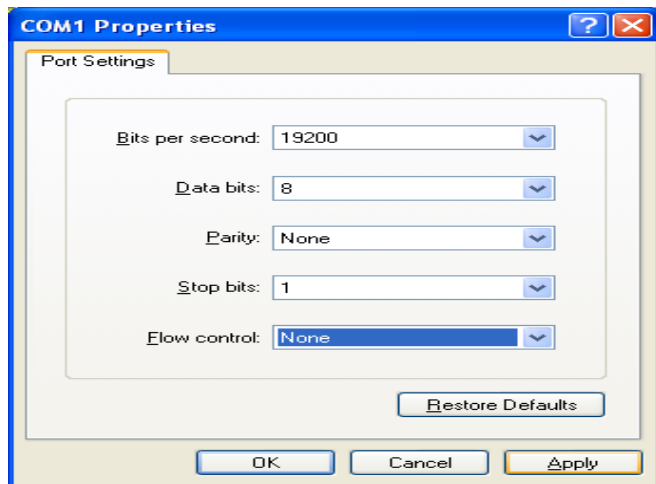 COM1 Properties
Port Settings
Bits per second: 19200
Data bits: 8
Parity: None
Stop bits: 1
Flow control: None
Restore Defaults
OK Cancel Apply